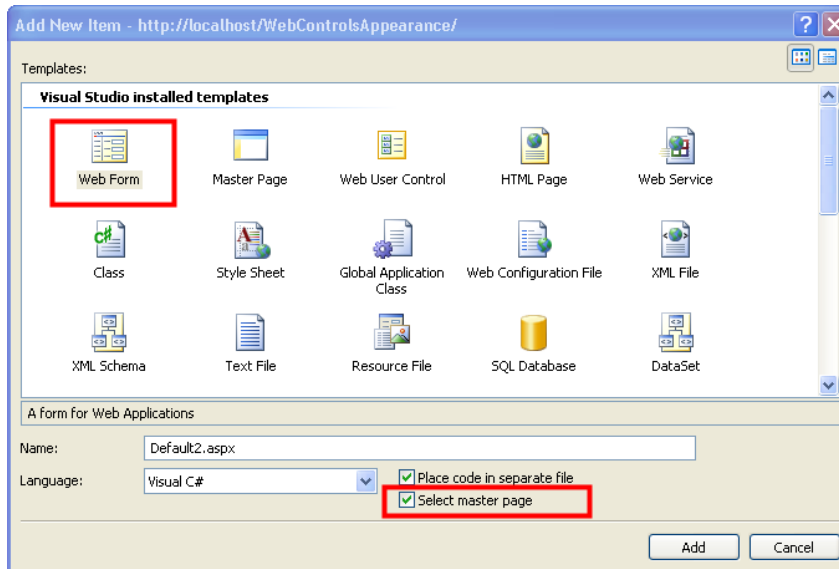 Add New Item - http://localhost/WebControlsAppearance/
Templates:
Visual Studio installed templates
Web Form
Master Page
Web User Control
HTML Page
Web Service
Class
Style Sheet
Global Application
Class
Web Configuration File
XML File
XML Schema
Text File
Resource File
SQL Database
DataSet
A form for Web Applications
Name:
Default2.aspx
Language:
Visual C#
Place code in separate file
Select master page
Add
Cancel